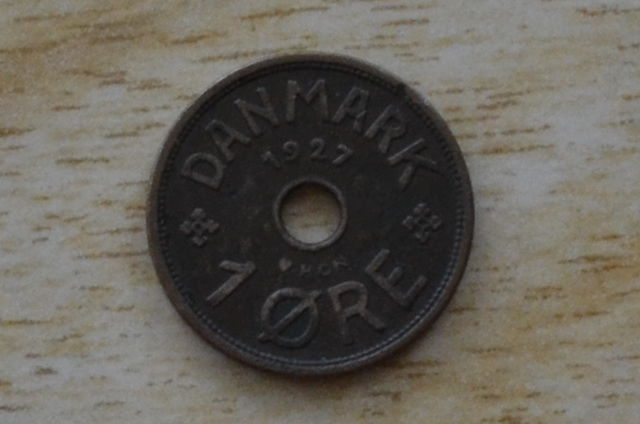 DANMARK
1927
♥ HCN
1 ØRE